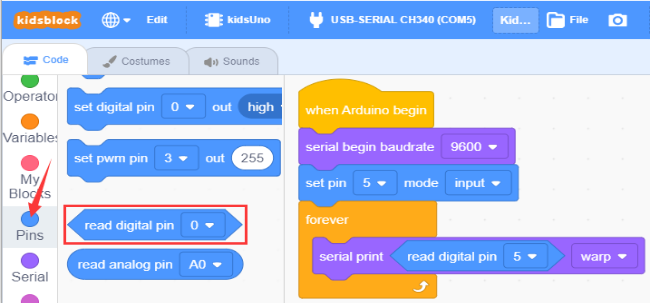 kidsblock Edit kidsUno USB-SERIAL CH340 (COM5) Kid... File
Code Costumes Sounds
Operator
Variables
My
Blocks
Pins
Serial
set digital pin 0 out high
set pwm pin 3 out 255
read digital pin 0
read analog pin A0
when Arduino begin
serial begin baudrate 9600
set pin 5 mode input
forever
serial print read digital pin 5 warp